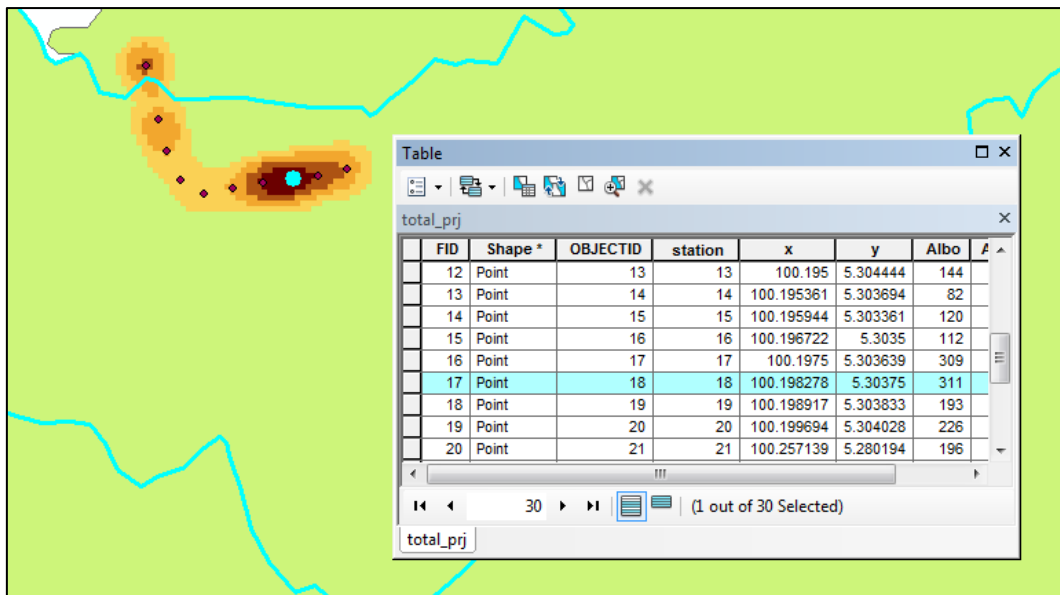 Table
total_prj
FID Shape * OBJECTID station x y Albo A
12 Point 13 13 100.195 5.304444 144
13 Point 14 14 100.195361 5.303694 82
14 Point 15 15 100.195944 5.303361 120
15 Point 16 16 100.196722 5.3035 112
16 Point 17 17 100.1975 5.303639 309
17 Point 18 18 100.198278 5.30375 311
18 Point 19 19 100.198917 5.303833 193
19 Point 20 20 100.199694 5.304028 226
20 Point 21 21 100.257139 5.280194 196
30 (1 out of 30 Selected)
total_prj